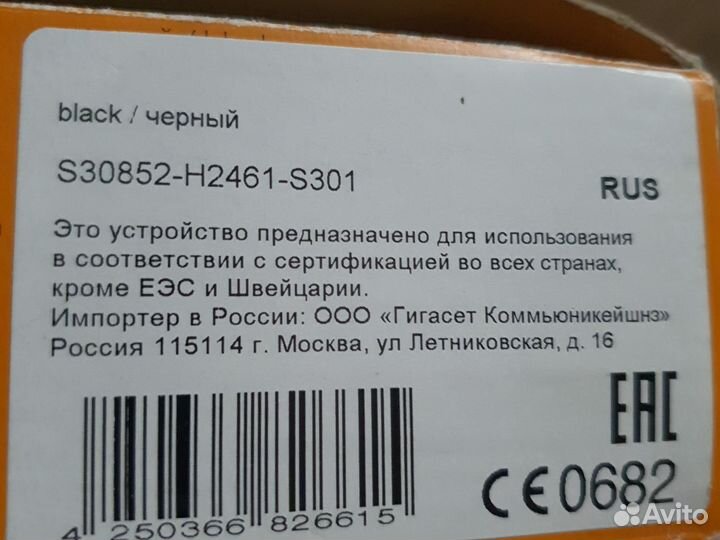 black / черный
S30852-H2461-S301
RUS
Это устройство предназначено для использования
в соответствии с сертификацией во всех странах,
кроме ЕЭС и Швейцарии.
Импортер в России: ООО «Гигасет Коммьюникейшнз»
Россия 115114 г. Москва, ул Летниковская, д. 16
EAC
CE 0682
4 250366 826615
Avito